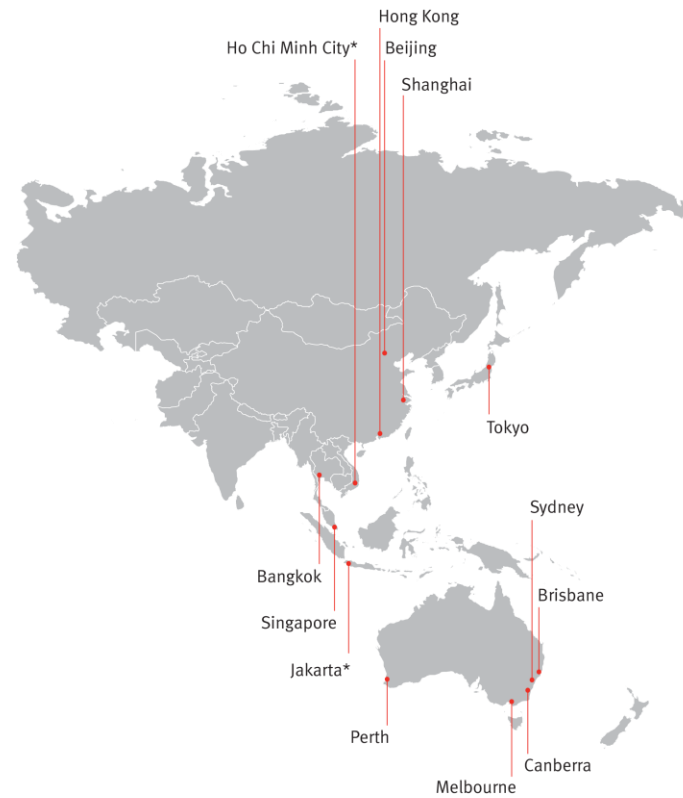 Hong Kong
Ho Chi Minh City*
Beijing
Shanghai
Tokyo
Sydney
Bangkok
Brisbane
Singapore
Jakarta*
Perth
Canberra
Melbourne